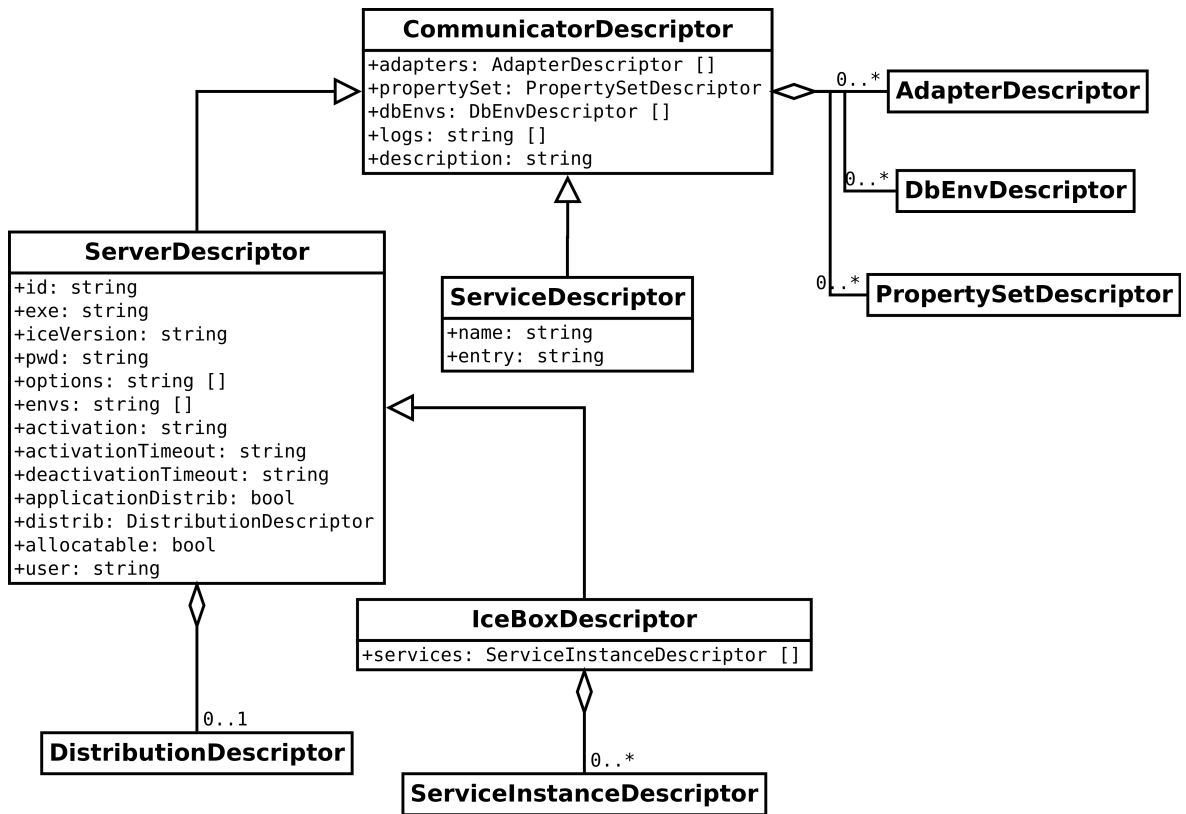 CommunicatorDescriptor
+adapters: AdapterDescriptor []
+propertySet: PropertySetDescriptor
+dbEnvs: DbEnvDescriptor []
+logs: string []
+description: string
0..*
AdapterDescriptor
0..*
DbEnvDescriptor
0..*
PropertySetDescriptor
ServerDescriptor
+id: string
+exe: string
+iceVersion: string
+pwd: string
+options: string []
+envs: string []
+activation: string
+activationTimeout: string
+deactivationTimeout: string
+applicationDistrib: bool
+distrib: DistributionDescriptor
+allocatable: bool
+user: string
ServiceDescriptor
+name: string
+entry: string
IceBoxDescriptor
+services: ServiceInstanceDescriptor []
0..1
DistributionDescriptor
0..*
ServiceInstanceDescriptor